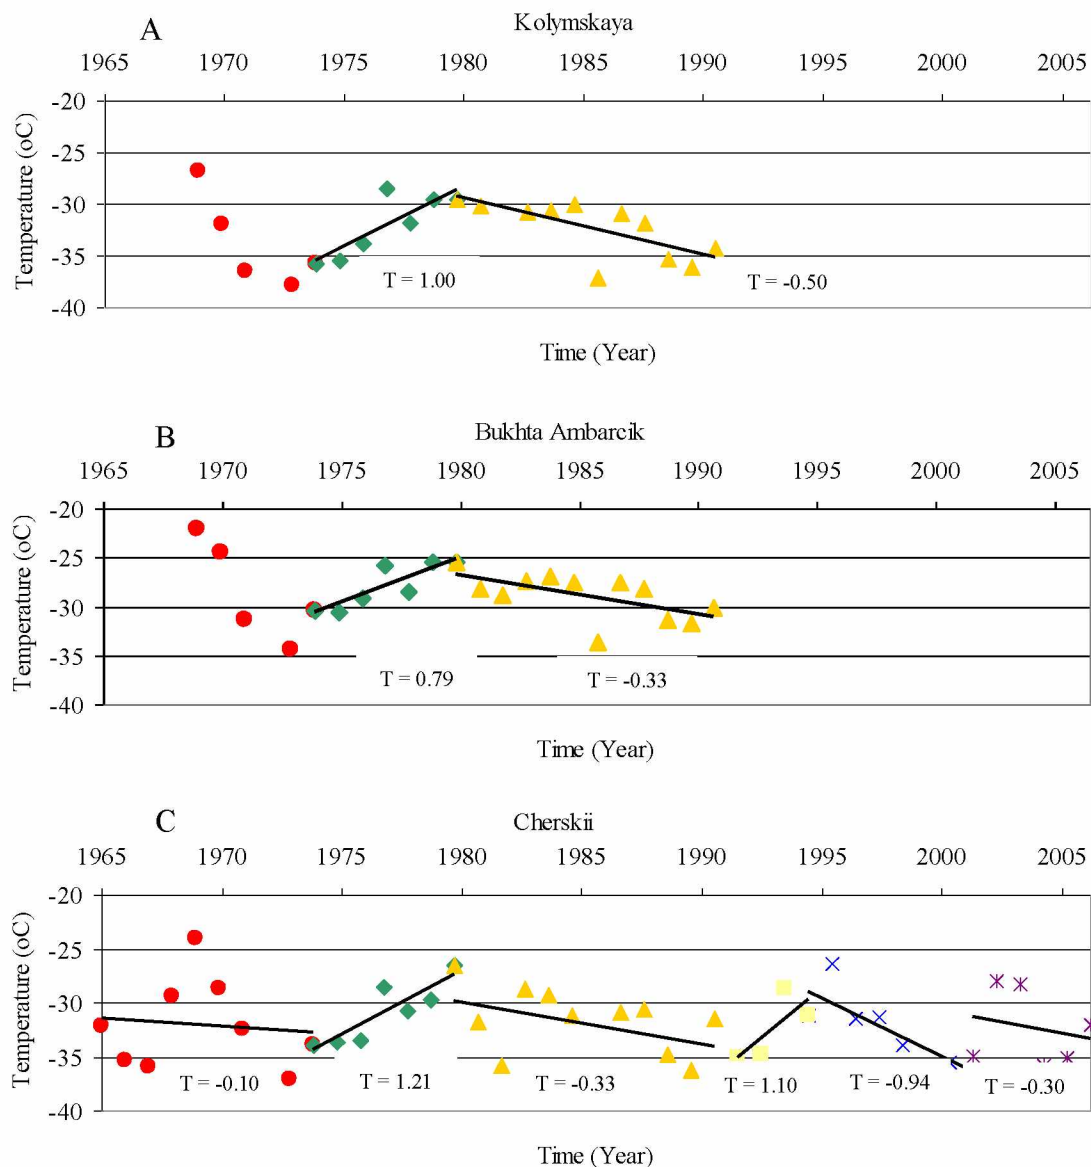 A
Kolymskaya
1965 1970 1975 1980 1985 1990 1995 2000 2005
Temperature (oC)
-20
-25
-30
-35
-40
T = 1.00 T = -0.50
Time (Year)
B
Bukhta Ambarcik
1965 1970 1975 1980 1985 1990 1995 2000 2005
Temperature (oC)
-20
-25
-30
-35
-40
T = 0.79 T = -0.33
Time (Year)
C
Cherskii
1965 1970 1975 1980 1985 1990 1995 2000 2005
Temperature (oC)
-20
-25
-30
-35
-40
T = -0.10 T = 1.21 T = -0.33 T = 1.10 T = -0.94 T = -0.30
Time (Year)